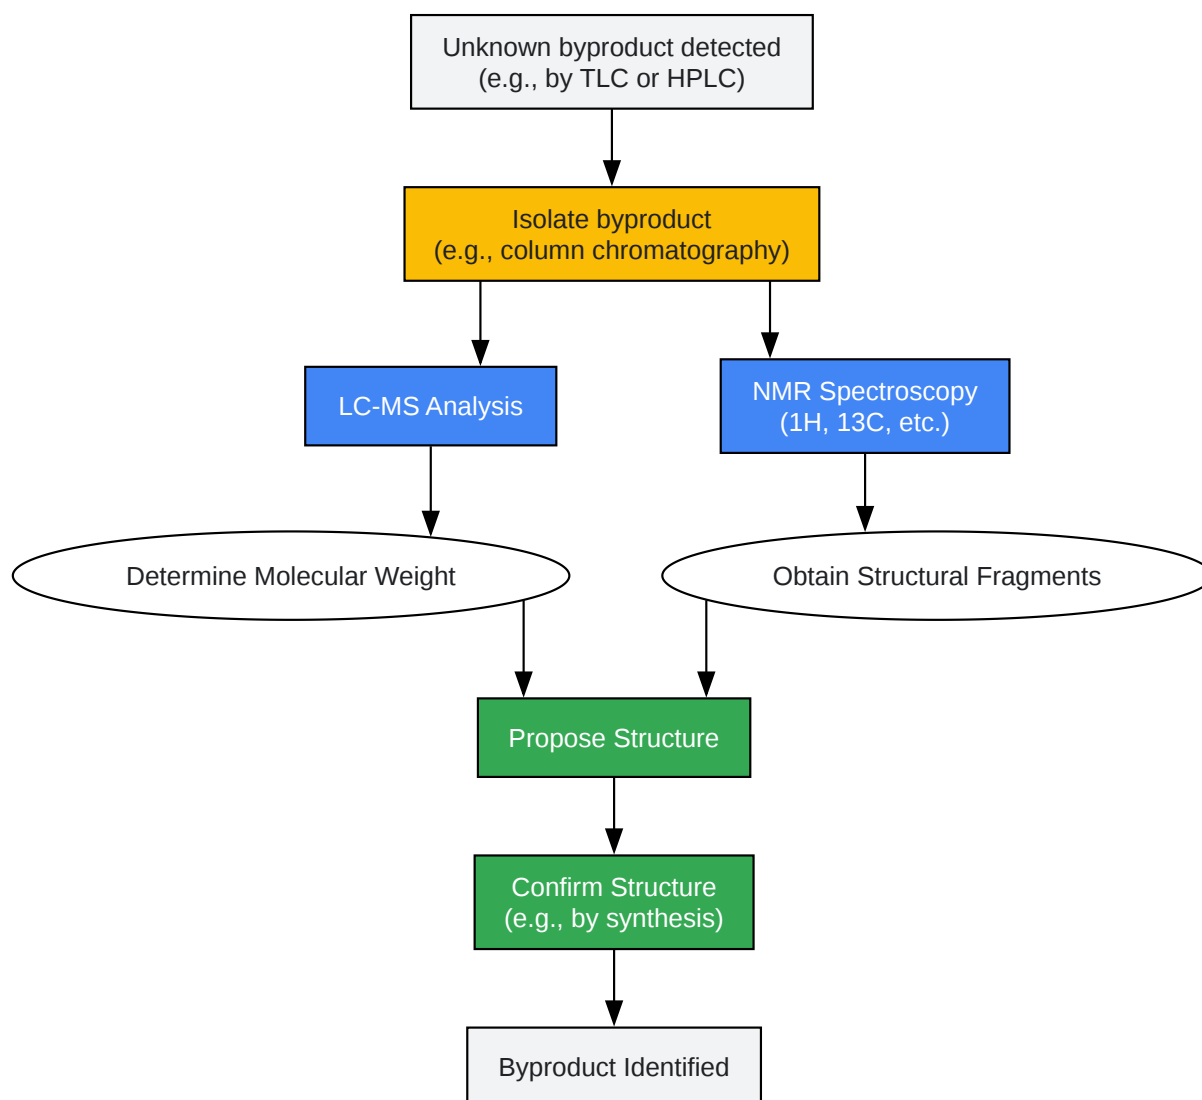 Unknown byproduct detected
(e.g., by TLC or HPLC)
Isolate byproduct
(e.g., column chromatography)
LC-MS Analysis
NMR Spectroscopy
(1H, 13C, etc.)
Determine Molecular Weight
Obtain Structural Fragments
Propose Structure
Confirm Structure
(e.g., by synthesis)
Byproduct Identified